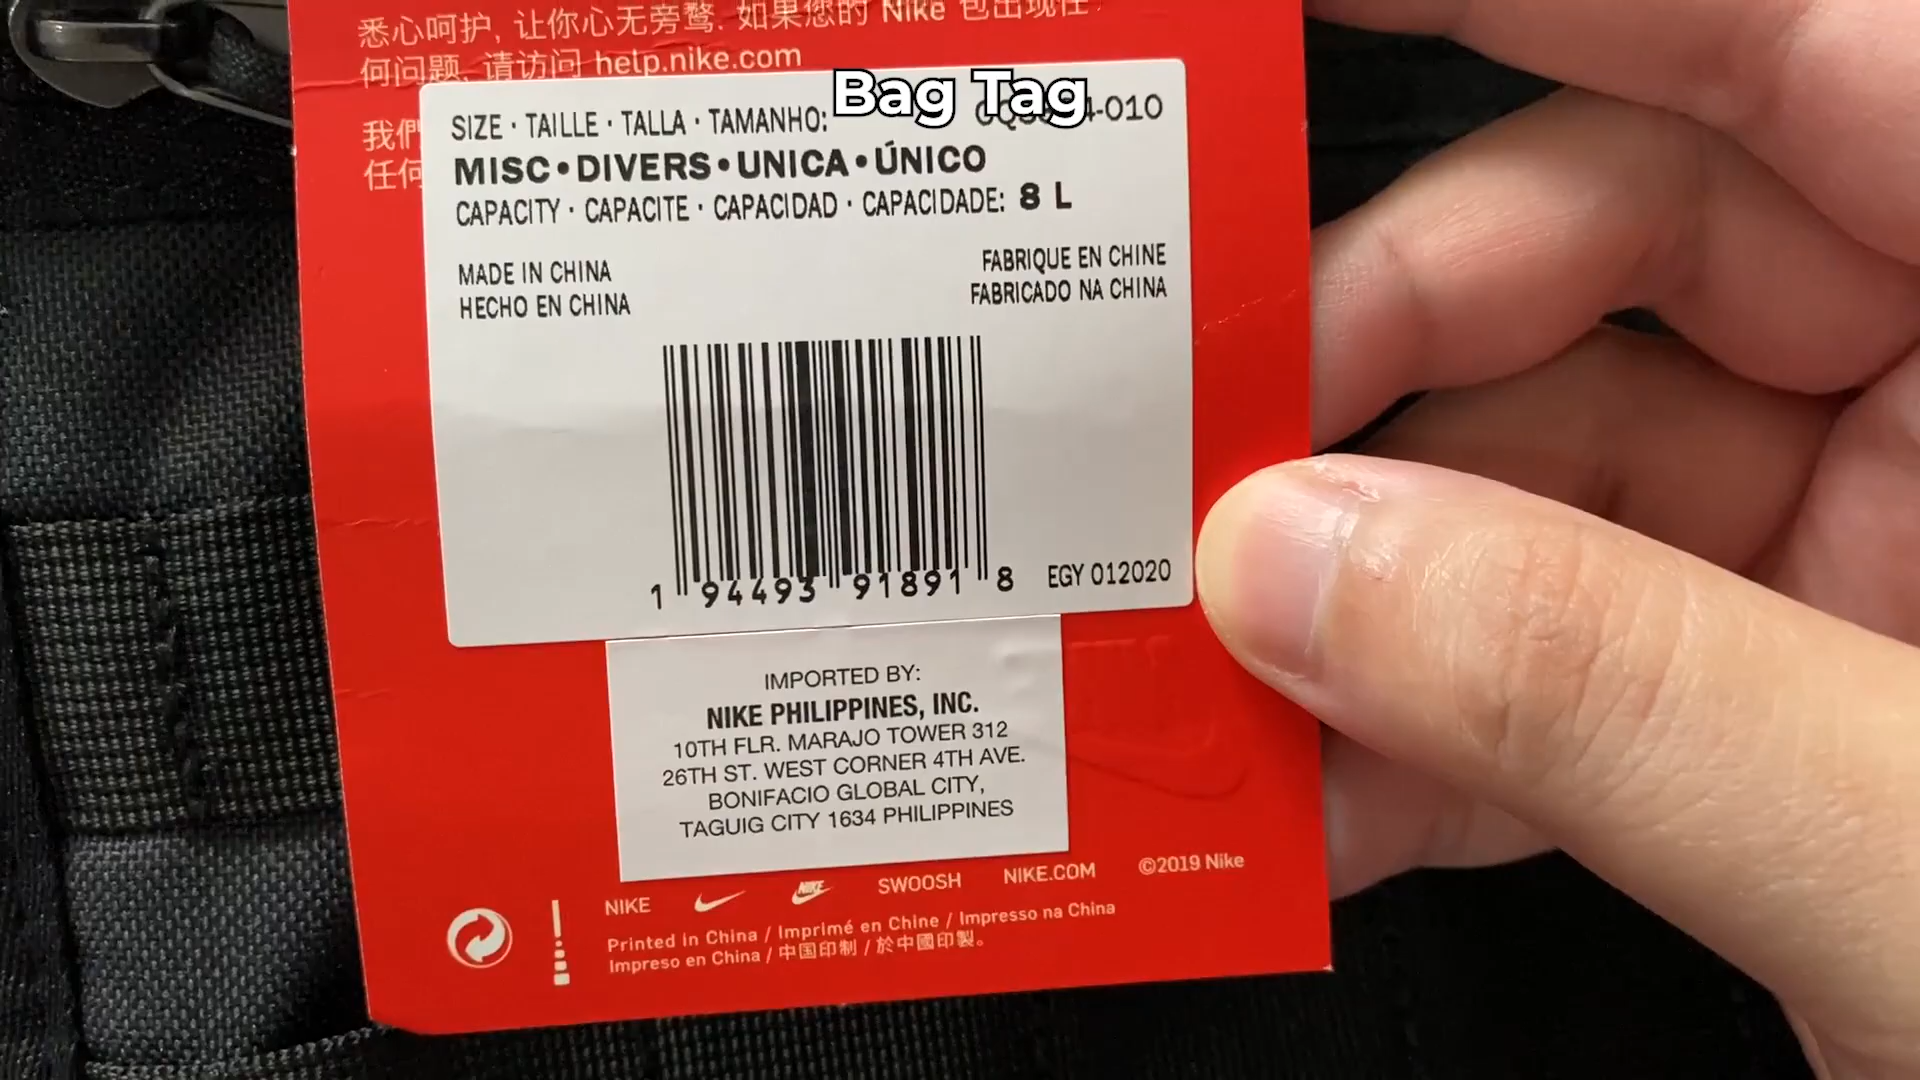 悉心呵护, 让你心无旁骛. 如果您的 Nike 包出现任
何问题, 请访问 help.nike.com
我們
任何
Bag Tag
SIZE · TAILLE · TALLA · TAMANHO:
-010
MISC • DIVERS • UNICA • ÚNICO
CAPACITY · CAPACITE · CAPACIDAD · CAPACIDADE: 8 L
MADE IN CHINA
HECHO EN CHINA
FABRIQUE EN CHINE
FABRICADO NA CHINA
1 94493 91891 8
EGY 012020
IMPORTED BY:
NIKE PHILIPPINES, INC.
10TH FLR. MARAJO TOWER 312
26TH ST. WEST CORNER 4TH AVE.
BONIFACIO GLOBAL CITY,
TAGUIG CITY 1634 PHILIPPINES
NIKE NIKE SWOOSH NIKE.COM ©2019 Nike
Printed in China / Imprimé en Chine / Impresso na China
Impreso en China / 中国印制 / 於中國印製。